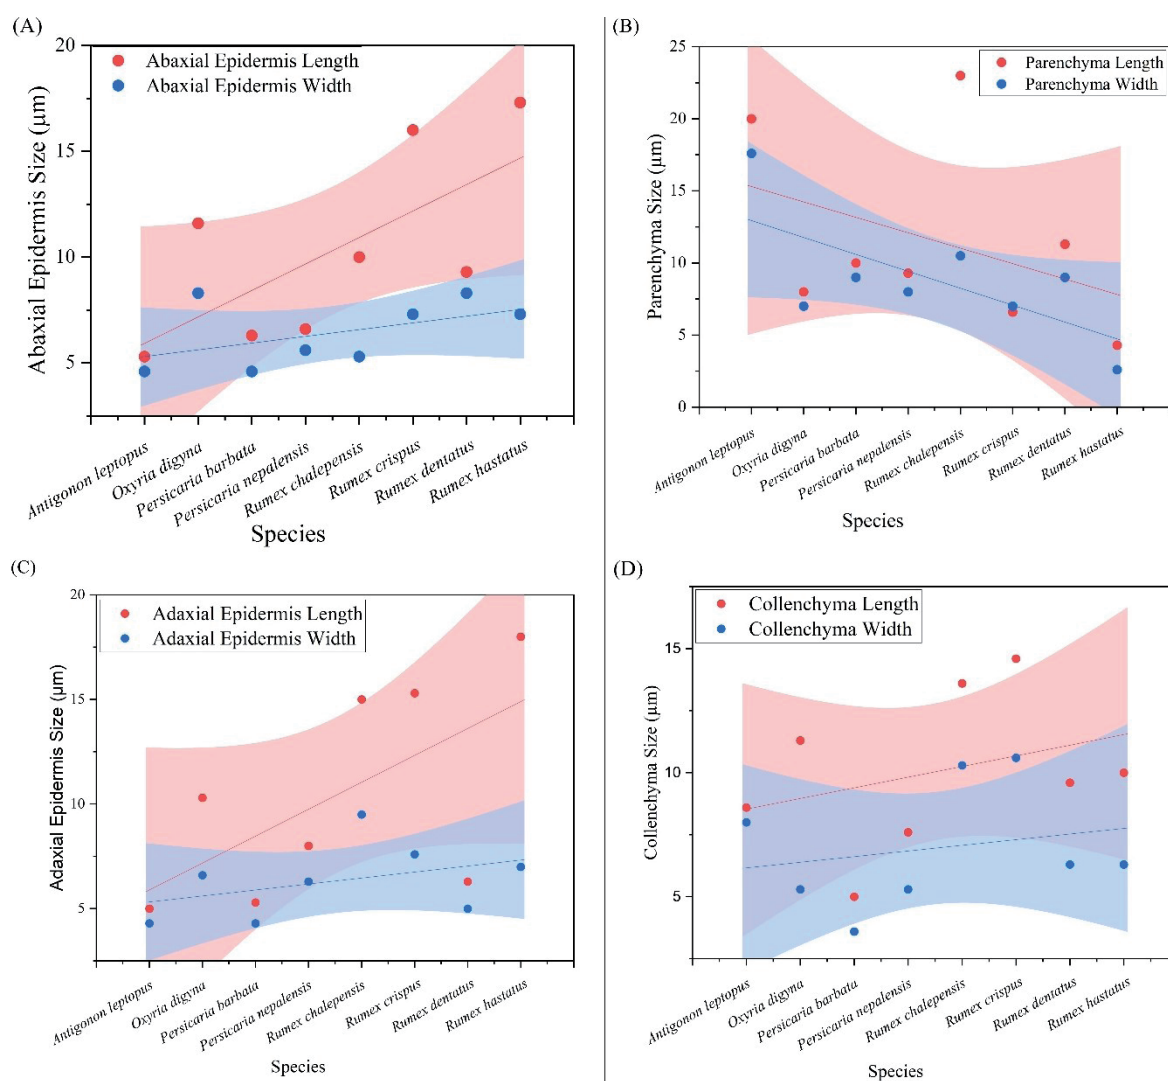 (A)
Abaxial Epidermis Length
Abaxial Epidermis Width
Abaxial Epidermis Size (μm)
20
15
10
5
Antigonon leptopus
Oxyria digyna
Persicaria barbata
Persicaria nepalensis
Rumex chalepensis
Rumex crispus
Rumex dentatus
Rumex hastatus
Species
(B)
Parenchyma Length
Parenchyma Width
Parenchyma Size (μm)
25
20
15
10
5
0
Antigonon leptopus
Oxyria digyna
Persicaria barbata
Persicaria nepalensis
Rumex chalepensis
Rumex crispus
Rumex dentatus
Rumex hastatus
Species
(C)
Adaxial Epidermis Length
Adaxial Epidermis Width
Adaxial Epidermis Size (μm)
20
15
10
5
Antigonon leptopus
Oxyria digyna
Persicaria barbata
Persicaria nepalensis
Rumex chalepensis
Rumex crispus
Rumex dentatus
Rumex hastatus
Species
(D)
Collenchyma Length
Collenchyma Width
Collenchyma Size (μm)
15
10
5
Antigonon leptopus
Oxyria digyna
Persicaria barbata
Persicaria nepalensis
Rumex chalepensis
Rumex crispus
Rumex dentatus
Rumex hastatus
Species